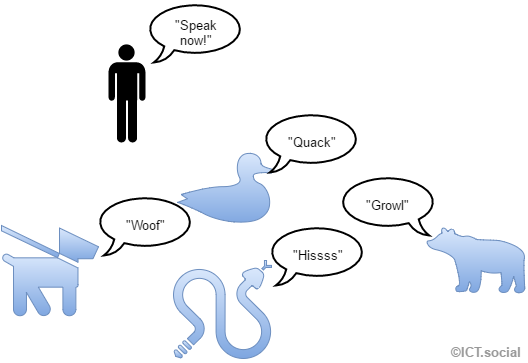 "Speak
now!"
"Quack"
"Growl"
"Woof"
"Hissss"
©ICT.social